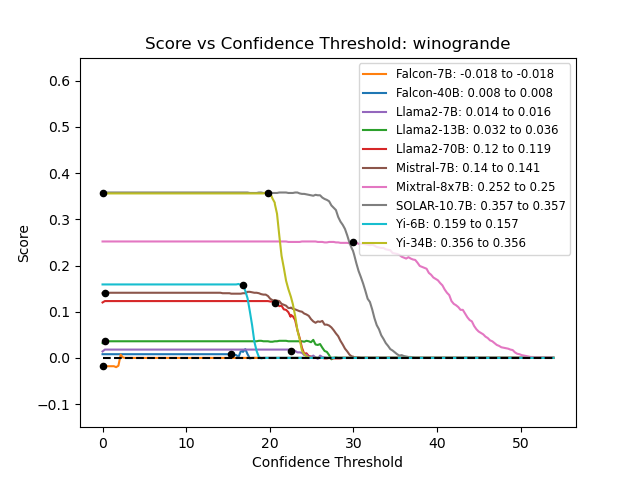 Score vs Confidence Threshold: winogrande
Score
0.6
0.5
0.4
0.3
0.2
0.1
0.0
−0.1
0
10
20
30
40
50
Confidence Threshold
Falcon-7B: -0.018 to -0.018
Falcon-40B: 0.008 to 0.008
Llama2-7B: 0.014 to 0.016
Llama2-13B: 0.032 to 0.036
Llama2-70B: 0.12 to 0.119
Mistral-7B: 0.14 to 0.141
Mixtral-8x7B: 0.252 to 0.25
SOLAR-10.7B: 0.357 to 0.357
Yi-6B: 0.159 to 0.157
Yi-34B: 0.356 to 0.356